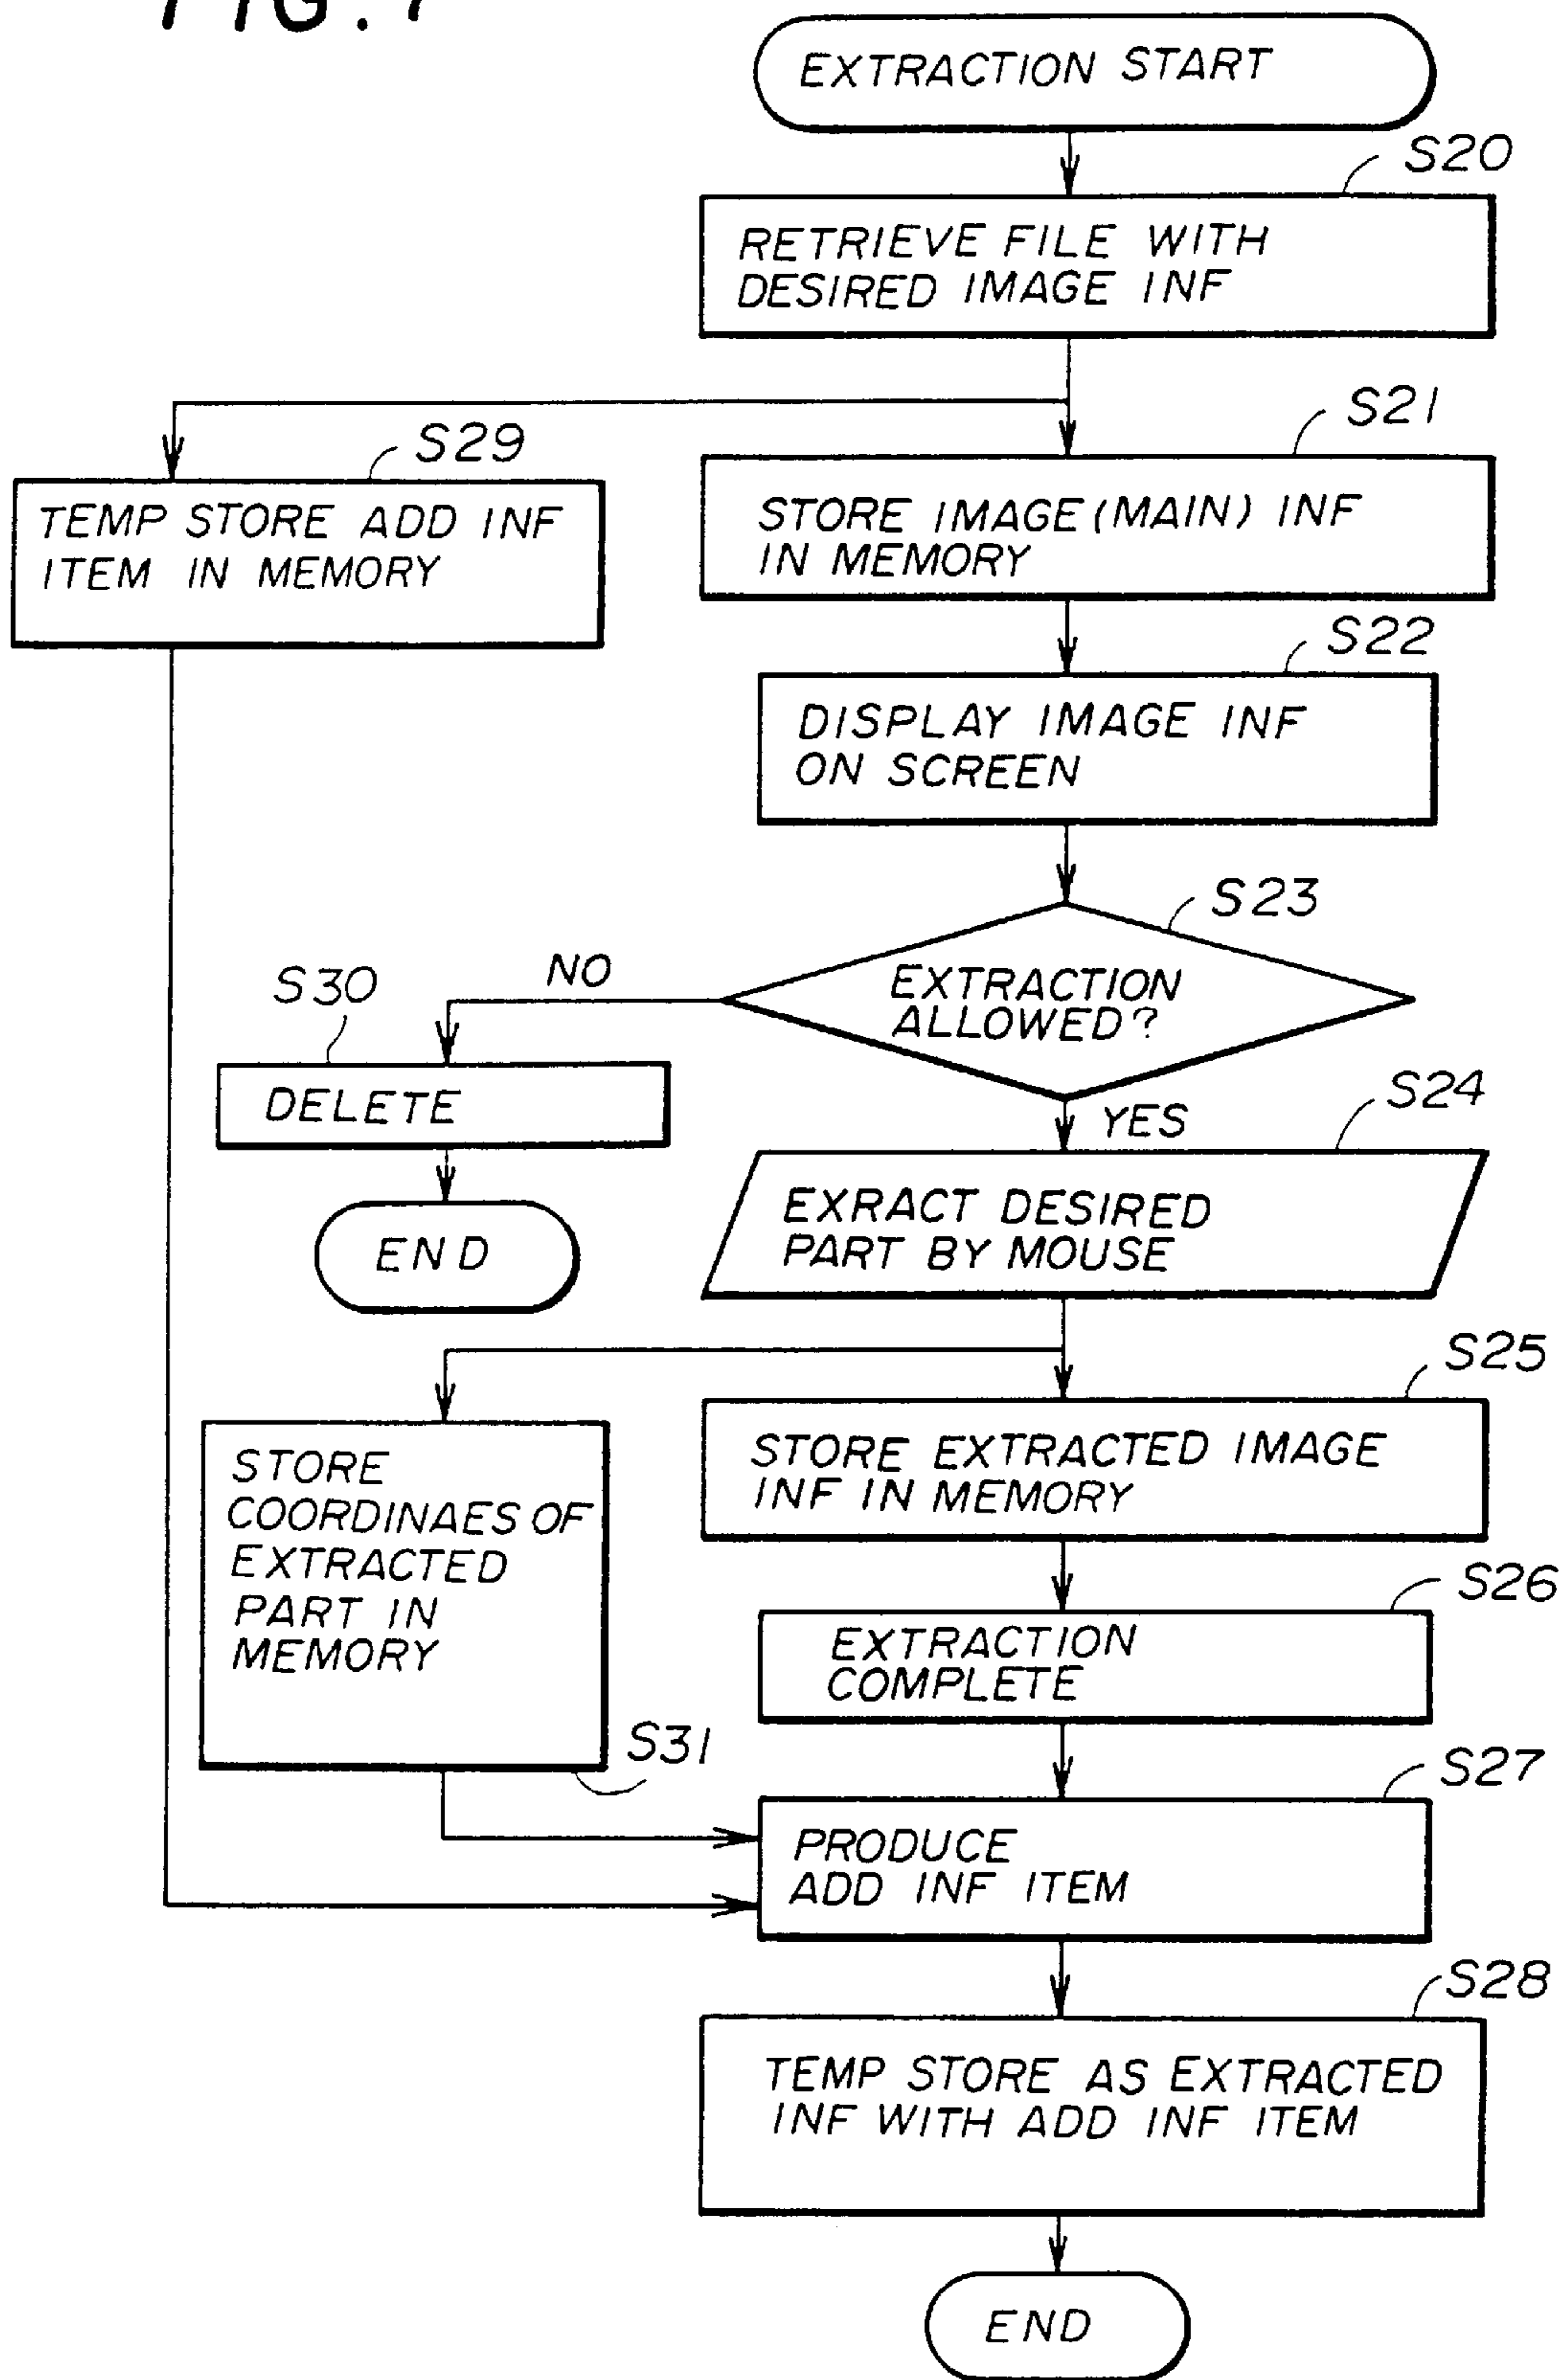 FIG. 7
EXTRACTION START
S20
RETRIEVE FILE WITH
DESIRED IMAGE INF
S21
S29
TEMP STORE ADD INF
ITEM IN MEMORY
STORE IMAGE (MAIN) INF
IN MEMORY
S22
DISPLAY IMAGE INF
ON SCREEN
S23
NO
S30
EXTRACTION
ALLOWED?
DELETE
YES
S24
END
EXRACT DESIRED
PART BY MOUSE
S25
STORE
COORDINAES OF
EXTRACTED
PART IN
MEMORY
STORE EXTRACTED IMAGE
INF IN MEMORY
S26
EXTRACTION
COMPLETE
S31
S27
PRODUCE
ADD INF ITEM
S28
TEMP STORE AS EXTRACTED
INF WITH ADD INF ITEM
END